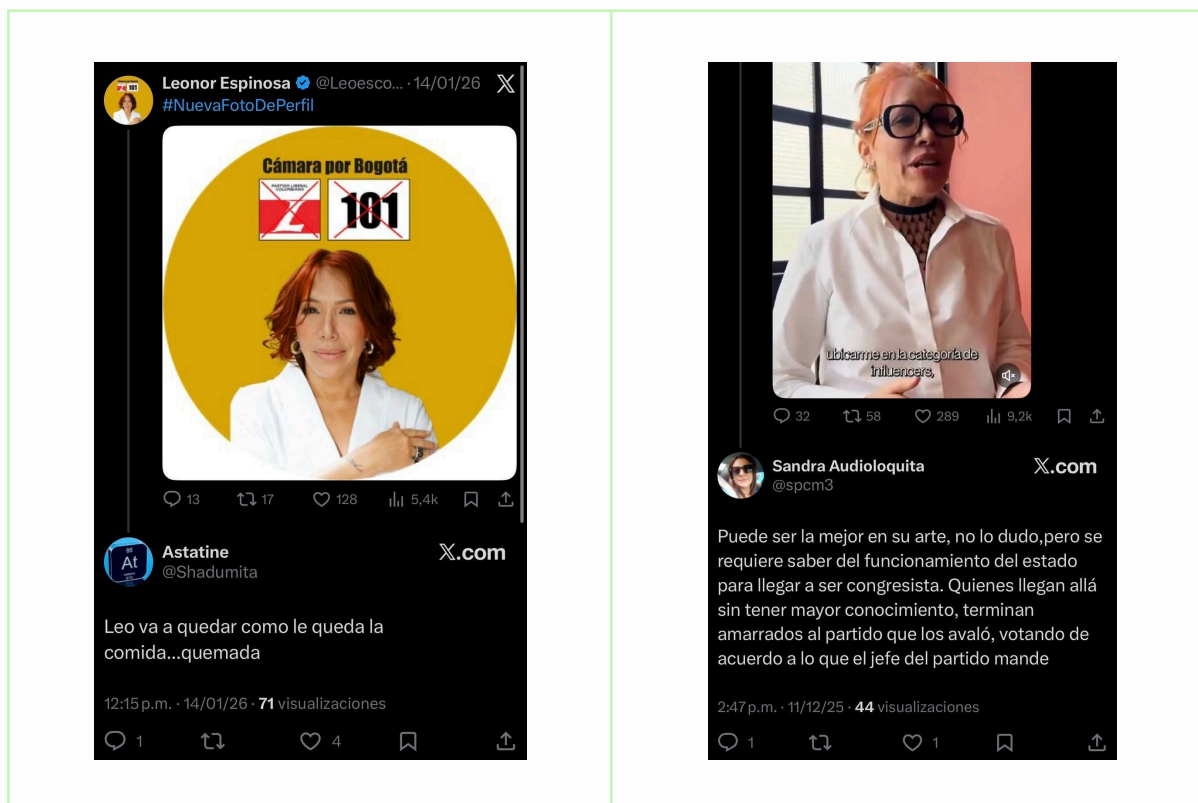 Leonor Espinosa @Leoesco... · 14/01/26
#NuevaFotoDePerfil
Cámara por Bogotá
PARTIDO LIBERAL
COLOMBIANO
L 101
13 17 128 5,4k
85
At
Astatine
@Shadumita
X.com
Leo va a quedar como le queda la
comida...quemada
12:15 p.m. · 14/01/26 · 71 visualizaciones
1 4
ubicarme en la categoría de
influencers,
32 58 289 9,2k
Sandra Audioloquita
@spcm3
X.com
Puede ser la mejor en su arte, no lo dudo,pero se
requiere saber del funcionamiento del estado
para llegar a ser congresista. Quienes llegan allá
sin tener mayor conocimiento, terminan
amarrados al partido que los avaló, votando de
acuerdo a lo que el jefe del partido mande
2:47 p.m. · 11/12/25 · 44 visualizaciones
1 1